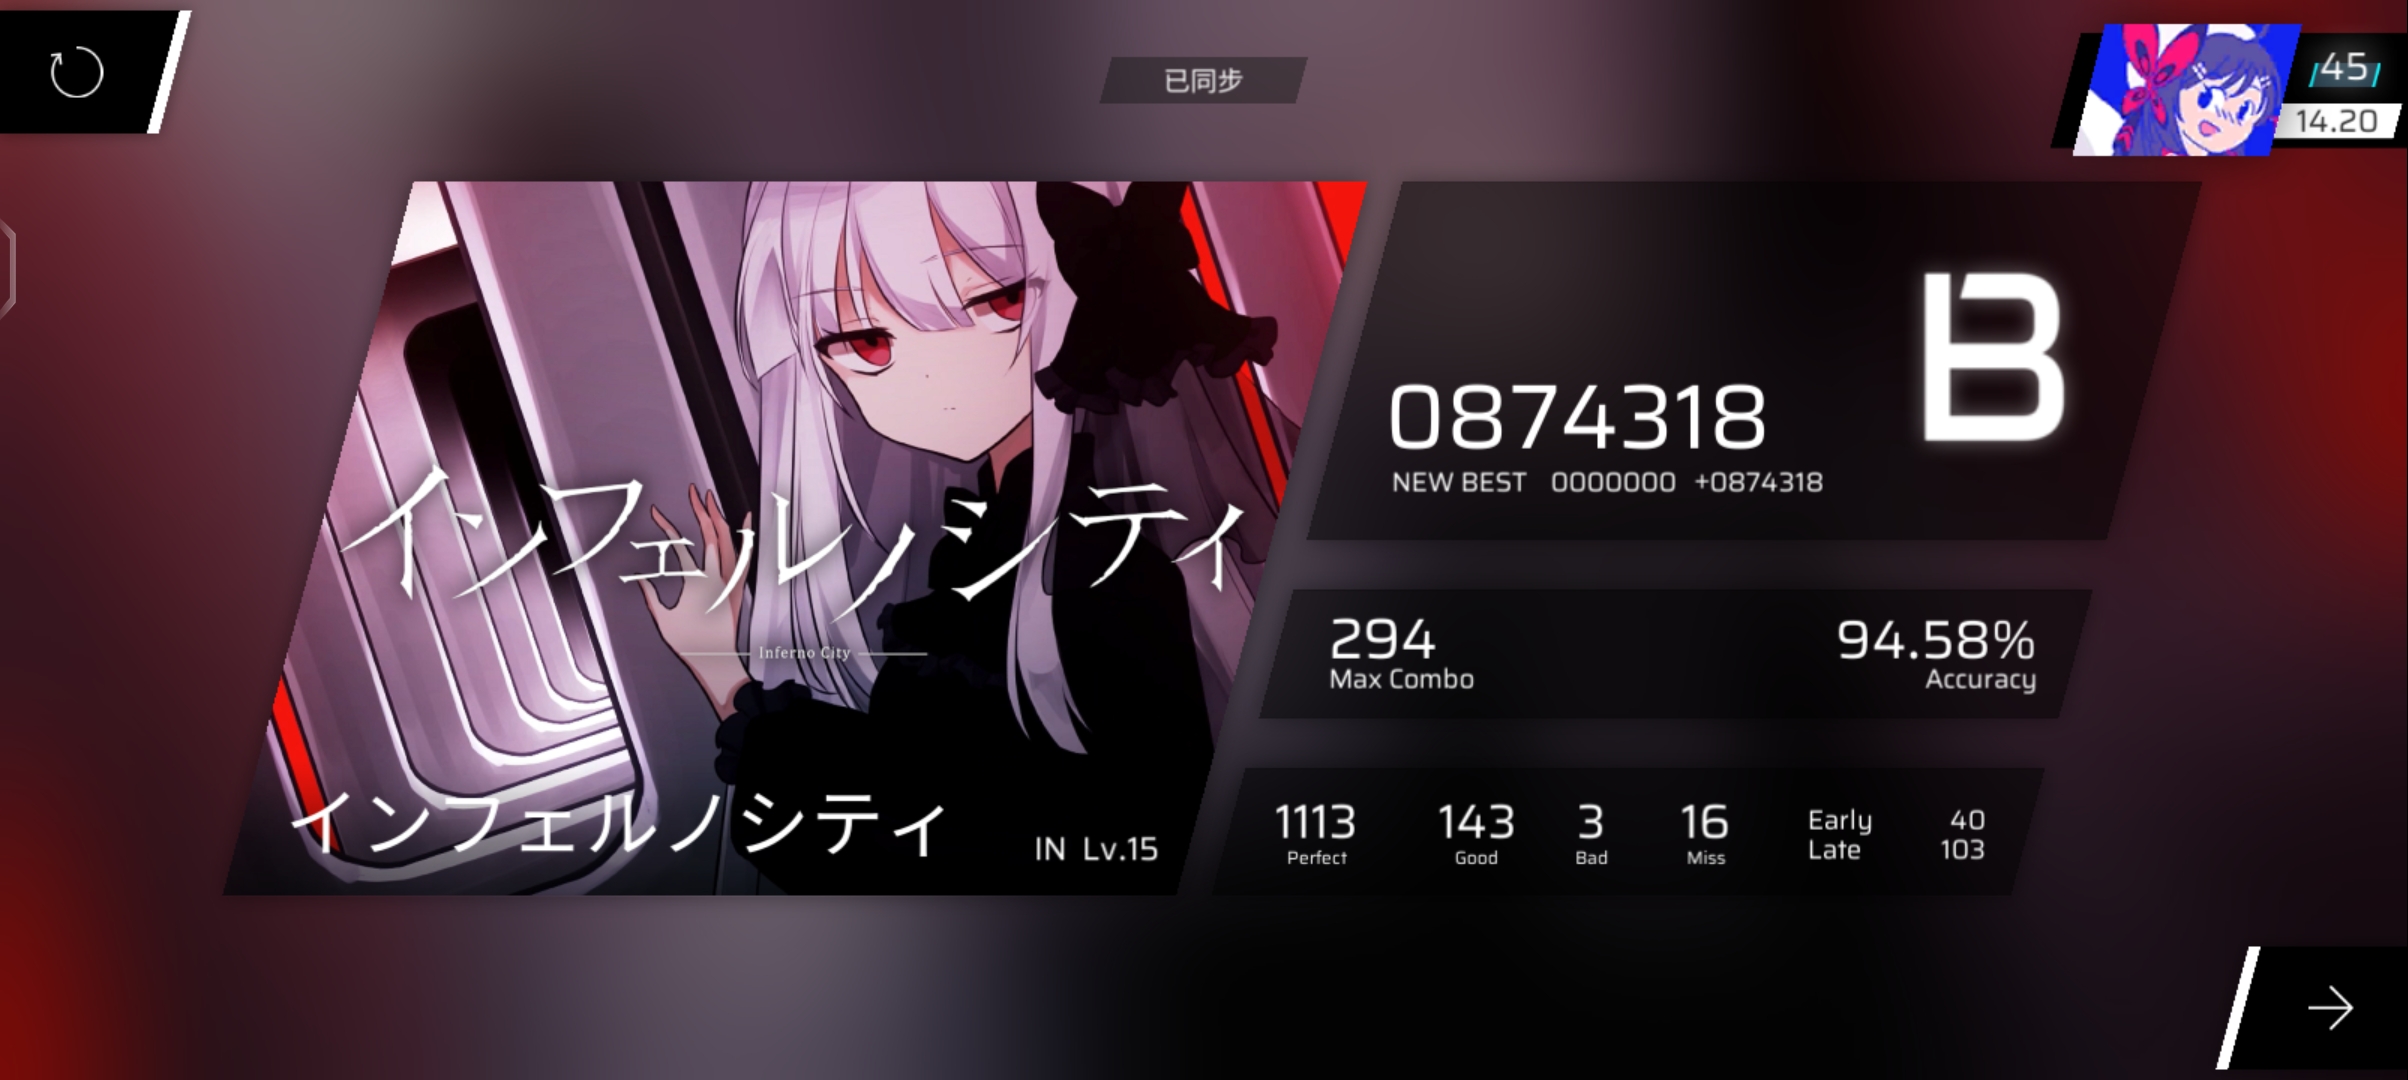 已同步
45
14.20
インフェルノシティ
Inferno City
インフェルノシティ
IN Lv.15
B
0874318
NEW BEST 0000000 +0874318
294
Max Combo
94.58%
Accuracy
1113
Perfect
143
Good
3
Bad
16
Miss
Early 40
Late 103